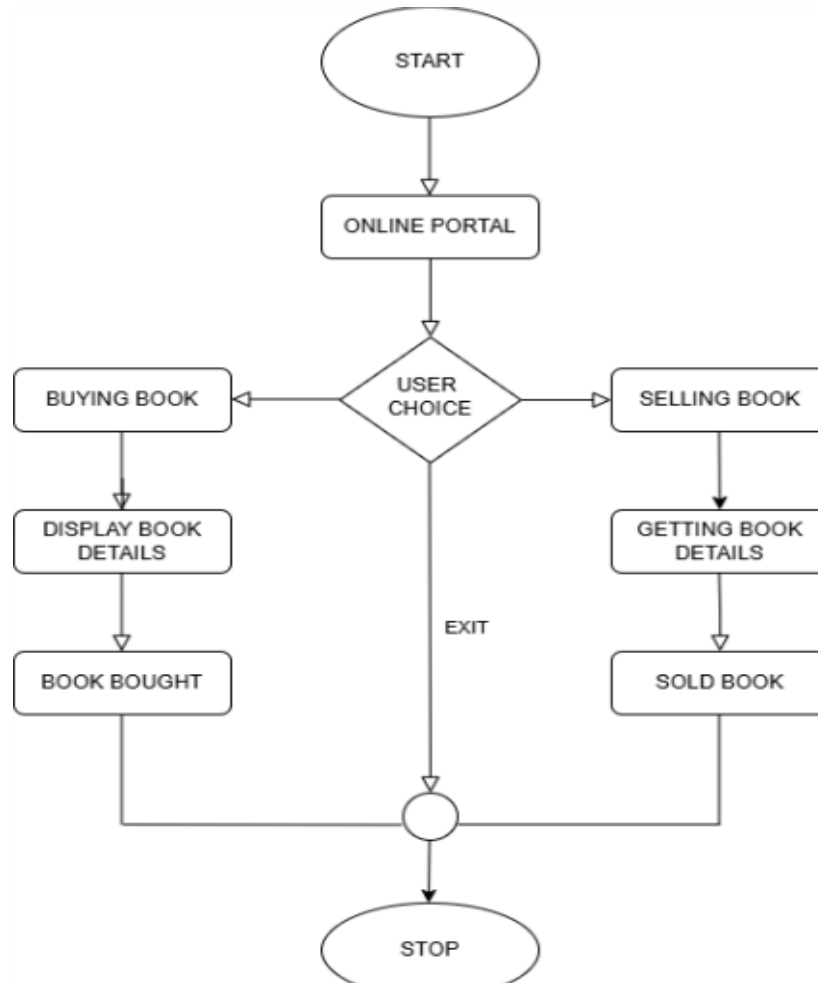 START
ONLINE PORTAL
USER
CHOICE
BUYING BOOK
SELLING BOOK
DISPLAY BOOK
DETAILS
GETTING BOOK
DETAILS
EXIT
BOOK BOUGHT
SOLD BOOK
STOP